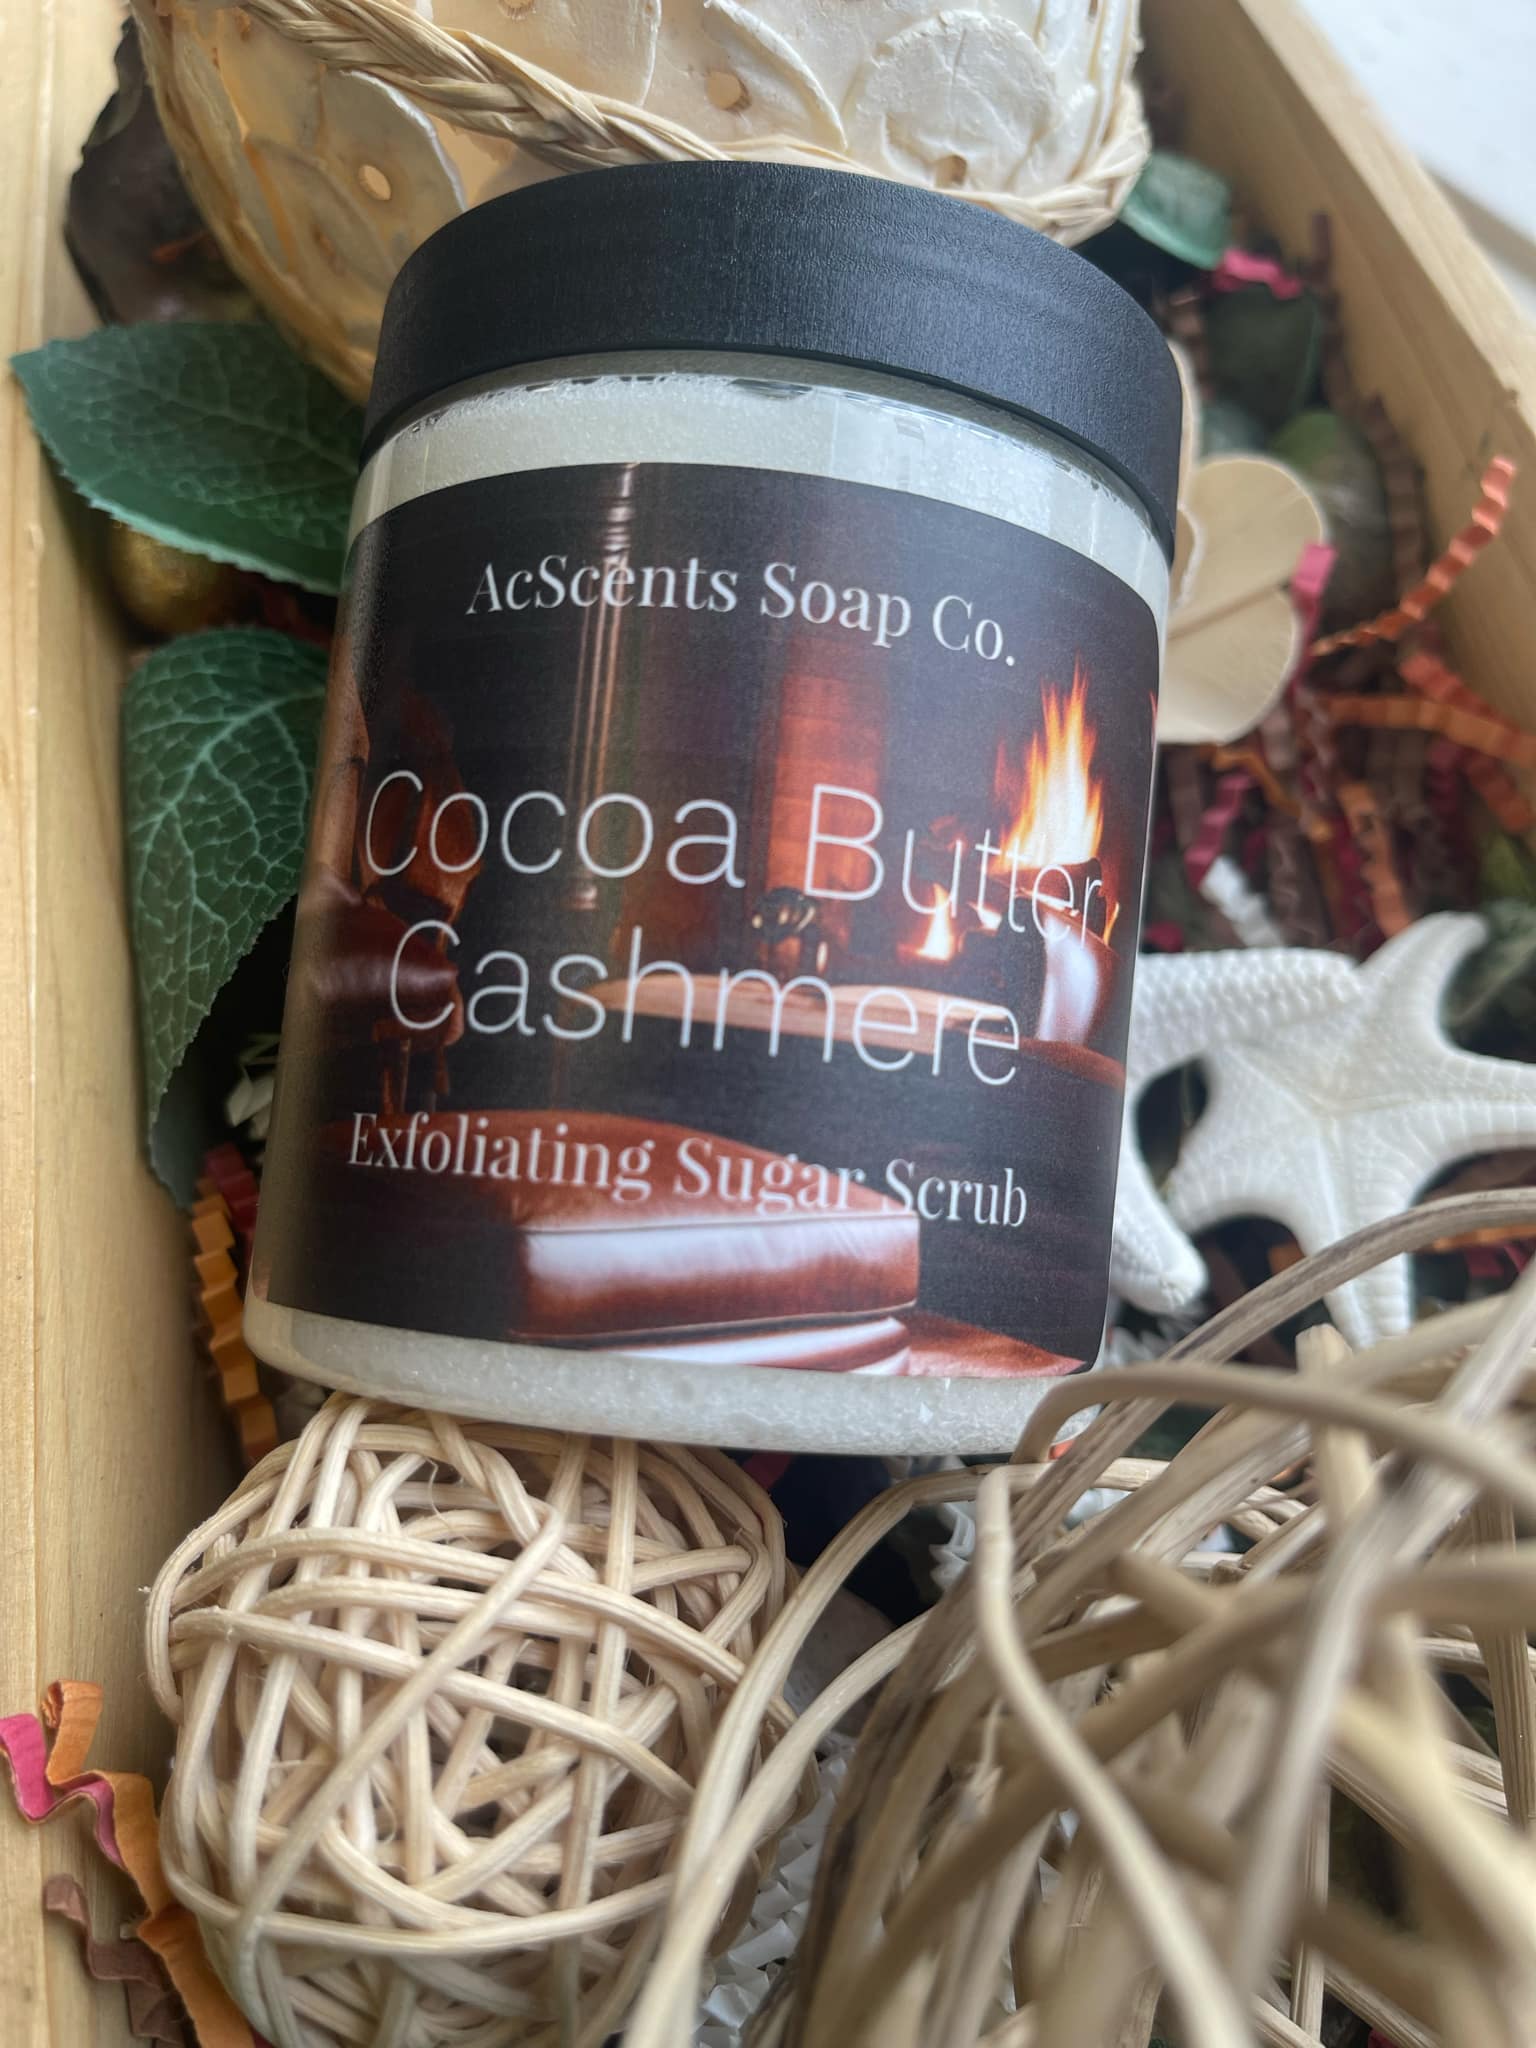 AcScents Soap Co.
Cocoa Butter
Cashmere
Exfoliating Sugar Scrub